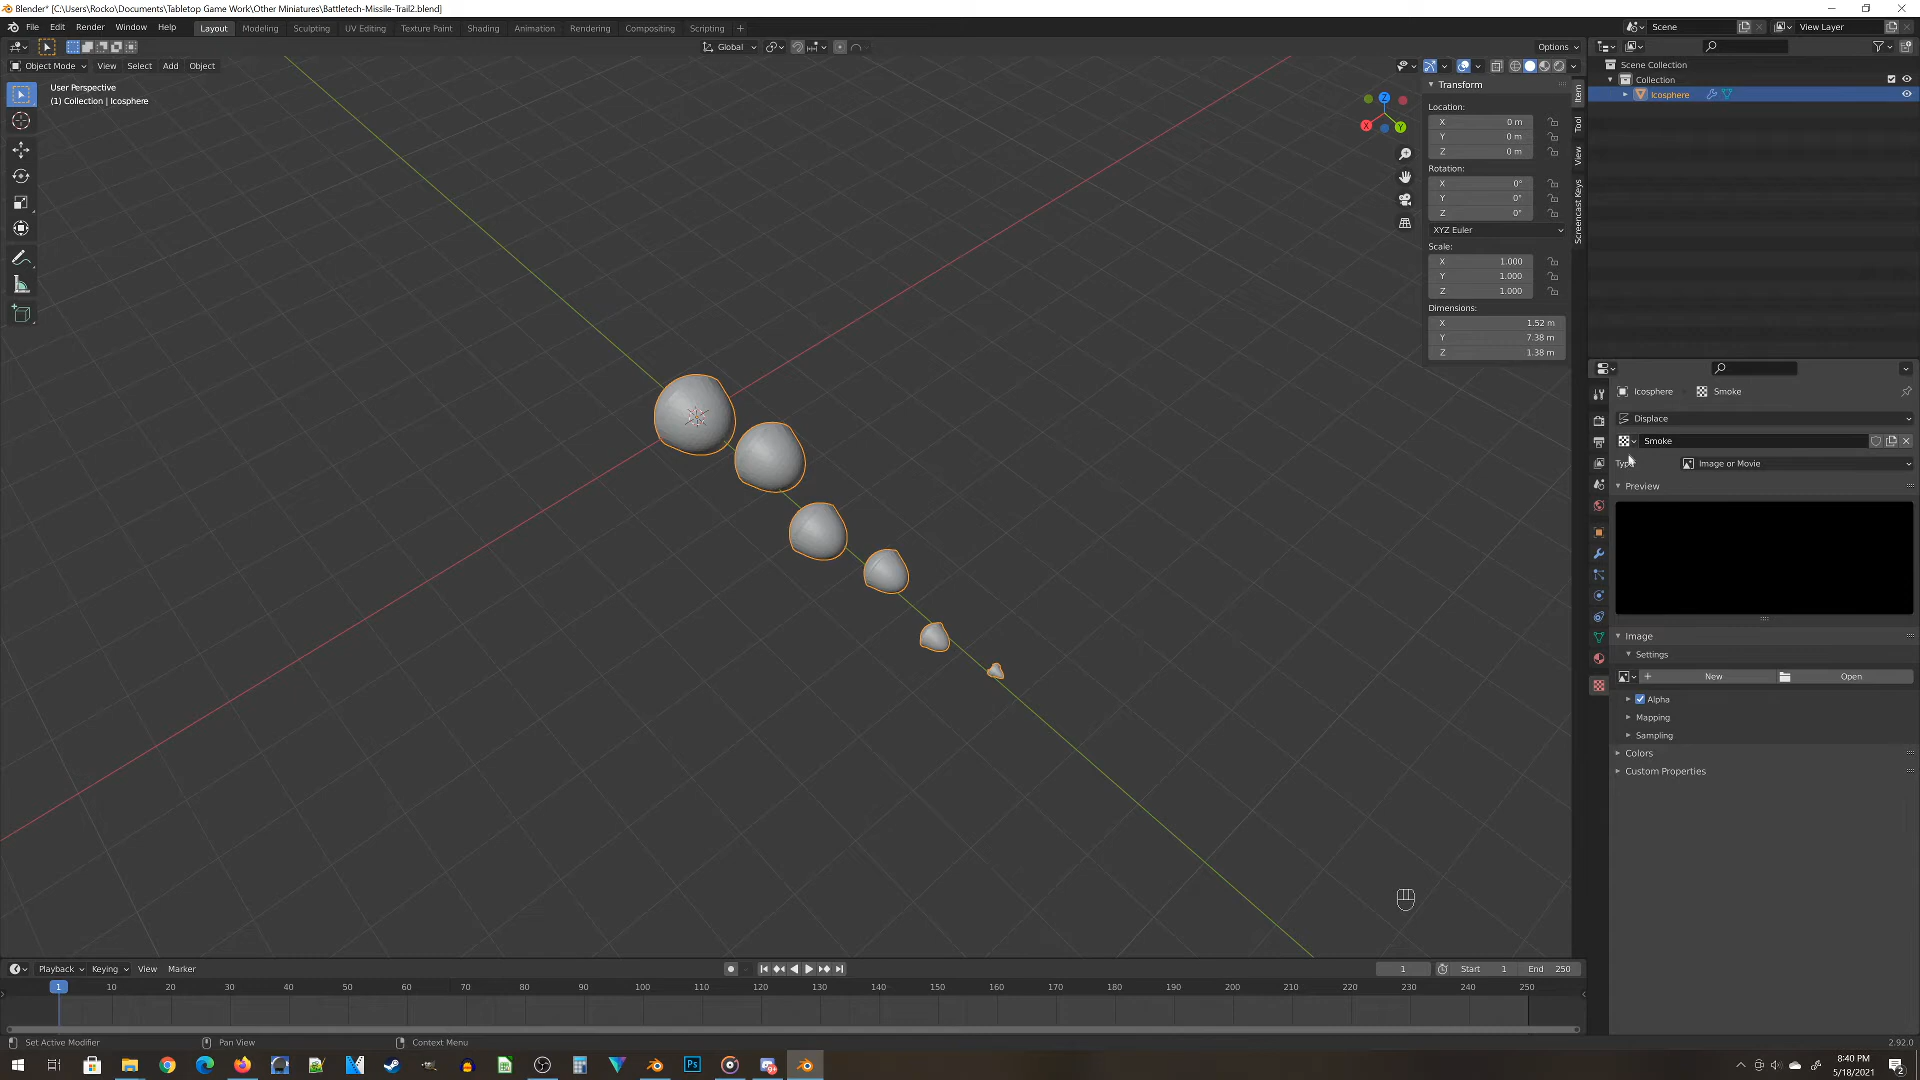 Blender* [C:\Users\Rocko\Documents\Tabletop Game Work\Other Miniatures\Battletech-Missile-Trail2.blend]
File Edit Render Window Help Layout Modeling Sculpting UV Editing Texture Paint Shading Animation Rendering Compositing Scripting + Scene View Layer
Global Options
Object Mode View Select Add Object
User Perspective
(1) Collection | Icosphere
Scene Collection
Collection
Icosphere
Transform
Location:
X 0 m
Y 0 m
Z 0 m
Rotation:
X 0°
Y 0°
Z 0°
XYZ Euler
Scale:
X 1.000
Y 1.000
Z 1.000
Dimensions:
X 1.52 m
Y 7.38 m
Z 1.38 m
Item
Tool
View
Screencast Keys
X
Y
Z
Icosphere Smoke
Displace
Smoke
Type Image or Movie
Preview
Image
Settings
New Open
Alpha
Mapping
Sampling
Colors
Custom Properties
Playback Keying View Marker 1 Start 1 End 250
1 10 20 30 40 50 60 70 80 90 100 110 120 130 140 150 160 170 180 190 200 210 220 230 240 250
Set Active Modifier Pan View Context Menu 2.92.0
Ps 9+
8:40 PM
5/18/2021
2